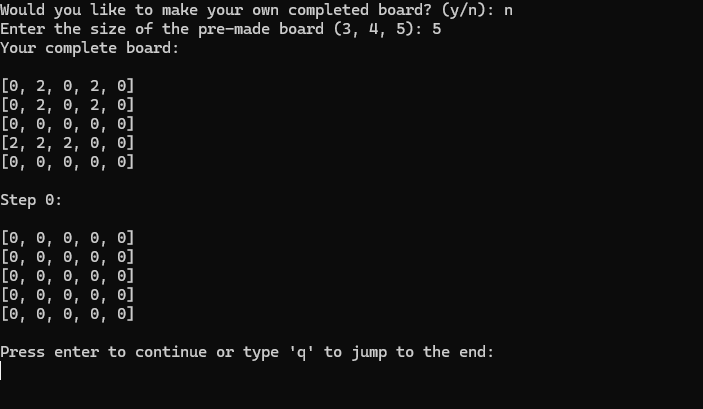 Would you like to make your own completed board? (y/n): n
Enter the size of the pre-made board (3, 4, 5): 5
Your complete board:
[0, 2, 0, 2, 0]
[0, 2, 0, 2, 0]
[0, 0, 0, 0, 0]
[2, 2, 2, 0, 0]
[0, 0, 0, 0, 0]
Step 0:
[0, 0, 0, 0, 0]
[0, 0, 0, 0, 0]
[0, 0, 0, 0, 0]
[0, 0, 0, 0, 0]
[0, 0, 0, 0, 0]
Press enter to continue or type 'q' to jump to the end: